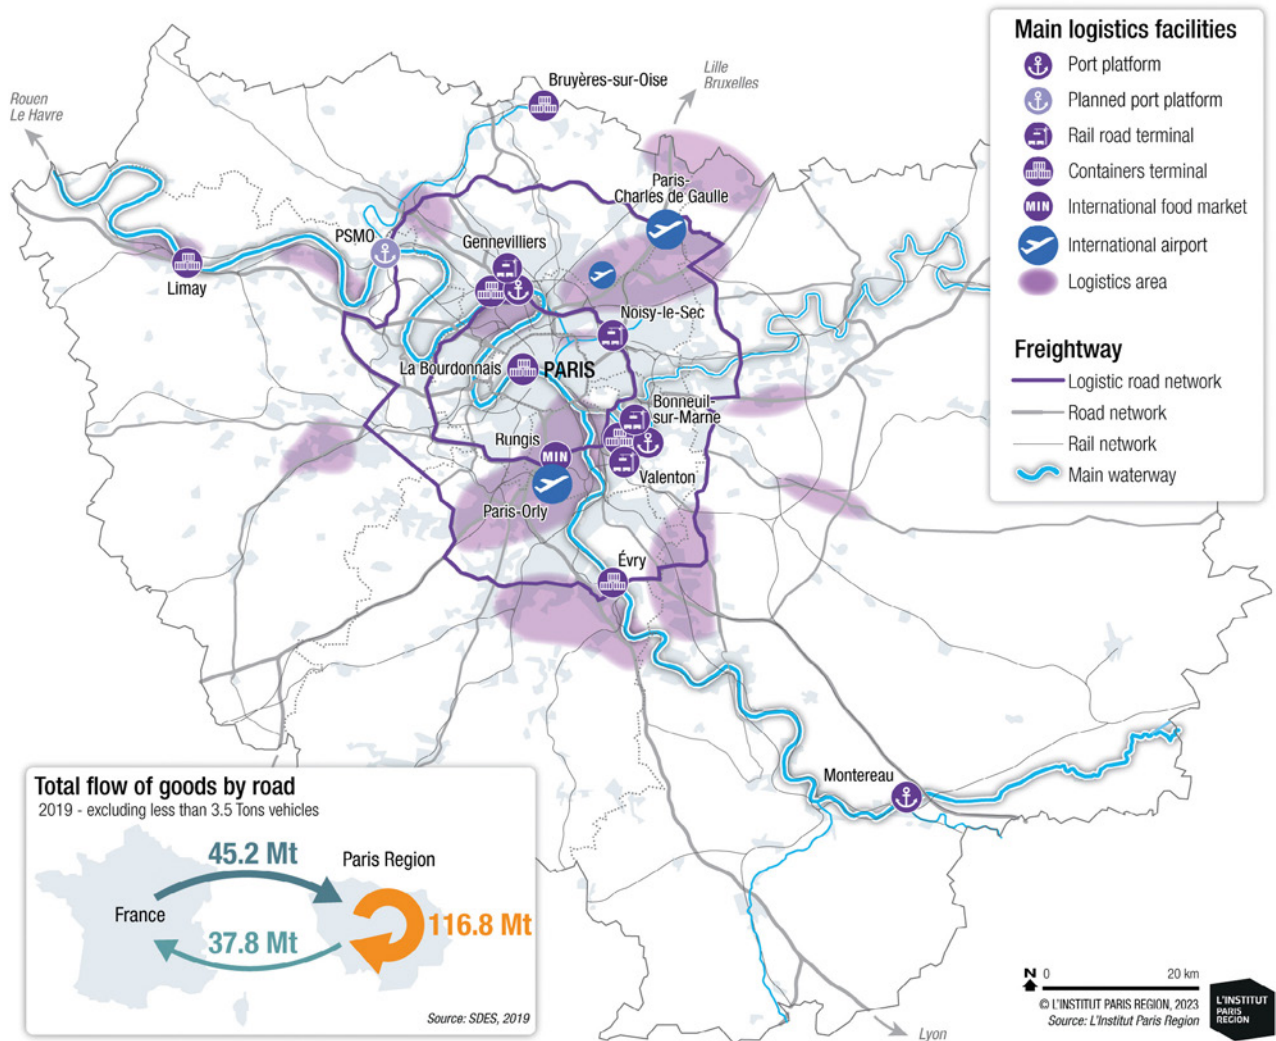 Main logistics facilities
Port platform
Planned port platform
Rail road terminal
Containers terminal
MIN
International food market
International airport
Logistics area
Freightway
Logistic road network
Road network
Rail network
Main waterway
Rouen
Le Havre
Lille
Bruxelles
Bruyères-sur-Oise
Paris-
Charles de Gaulle
PSMO
Gennevilliers
Limay
Noisy-le-Sec
La Bourdonnais
PARIS
Bonneuil-
sur-Marne
Rungis
MIN
Valenton
Paris-Orly
Évry
Montereau
Lyon
Total flow of goods by road
2019 - excluding less than 3.5 Tons vehicles
45.2 Mt
Paris Region
France
116.8 Mt
37.8 Mt
Source: SDES, 2019
N 0 20 km
© L'INSTITUT PARIS REGION, 2023
Source: L'Institut Paris Region
L'INSTITUT
PARIS
REGION